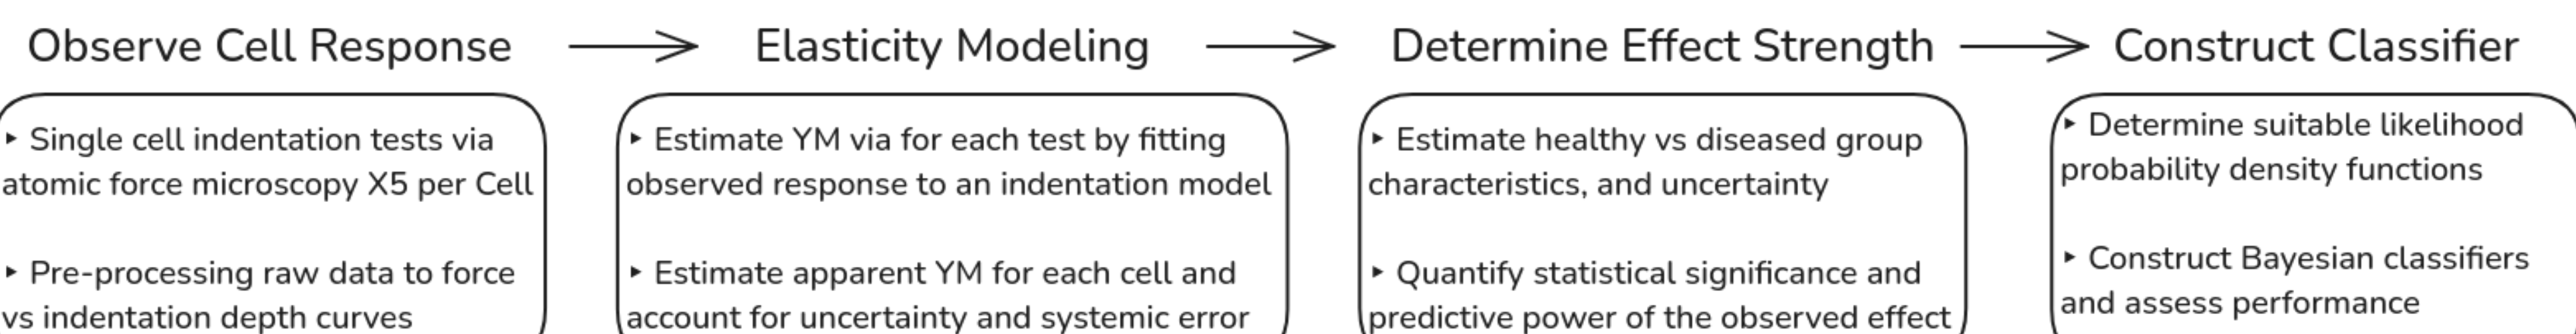 Observe Cell Response
Elasticity Modeling
Determine Effect Strength
Construct Classifier
‣ Single cell indentation tests via
atomic force microscopy X5 per Cell
‣ Pre-processing raw data to force
vs indentation depth curves
‣ Estimate YM via for each test by fitting
observed response to an indentation model
‣ Estimate apparent YM for each cell and
account for uncertainty and systemic error
‣ Estimate healthy vs diseased group
characteristics, and uncertainty
‣ Quantify statistical significance and
predictive power of the observed effect
‣ Determine suitable likelihood
probability density functions
‣ Construct Bayesian classifiers
and assess performance